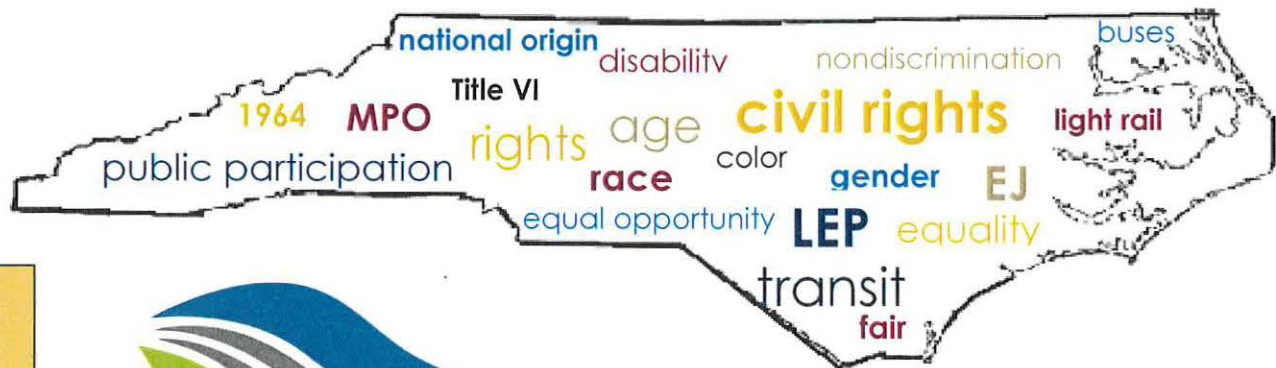 national origin
buses
disability
nondiscrimination
Title VI
1964
MPO
civil rights
light rail
rights
age
color
public participation
race
gender
EJ
equal opportunity
LEP
equality
transit
fair